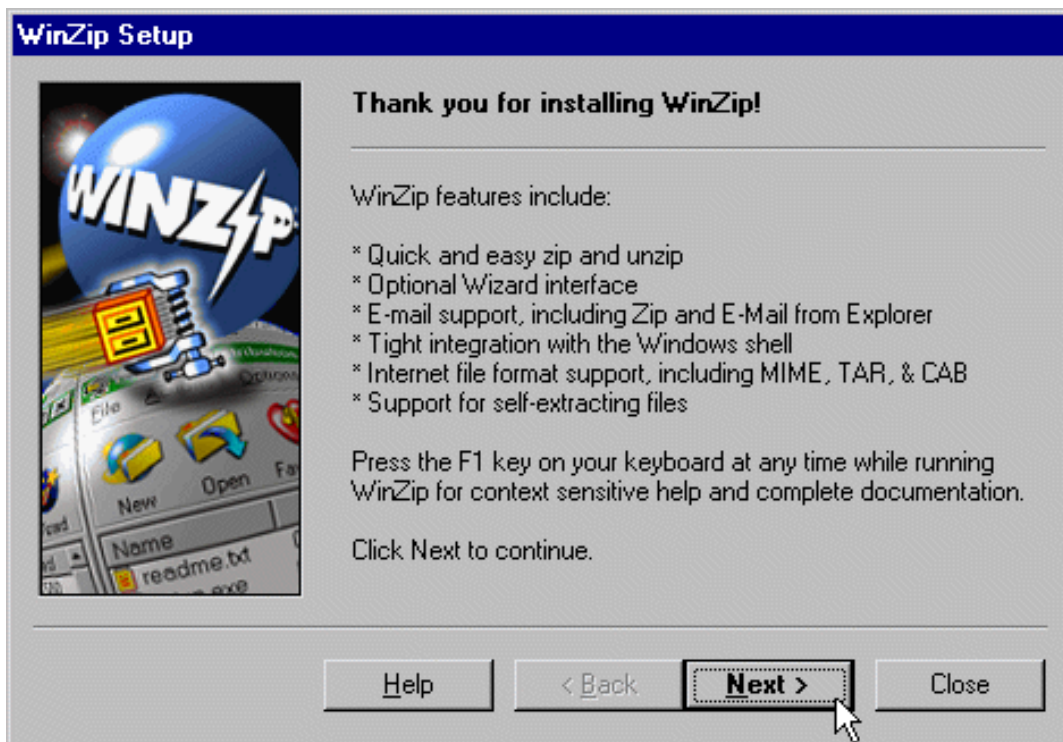 WinZip Setup
WINZIP
File
Options
New
Open
Name
readme.txt
Thank you for installing WinZip!
WinZip features include:
* Quick and easy zip and unzip
* Optional Wizard interface
* E-mail support, including Zip and E-Mail from Explorer
* Tight integration with the Windows shell
* Internet file format support, including MIME, TAR, & CAB
* Support for self-extracting files
Press the F1 key on your keyboard at any time while running
WinZip for context sensitive help and complete documentation.
Click Next to continue.
Help
< Back
Next >
Close